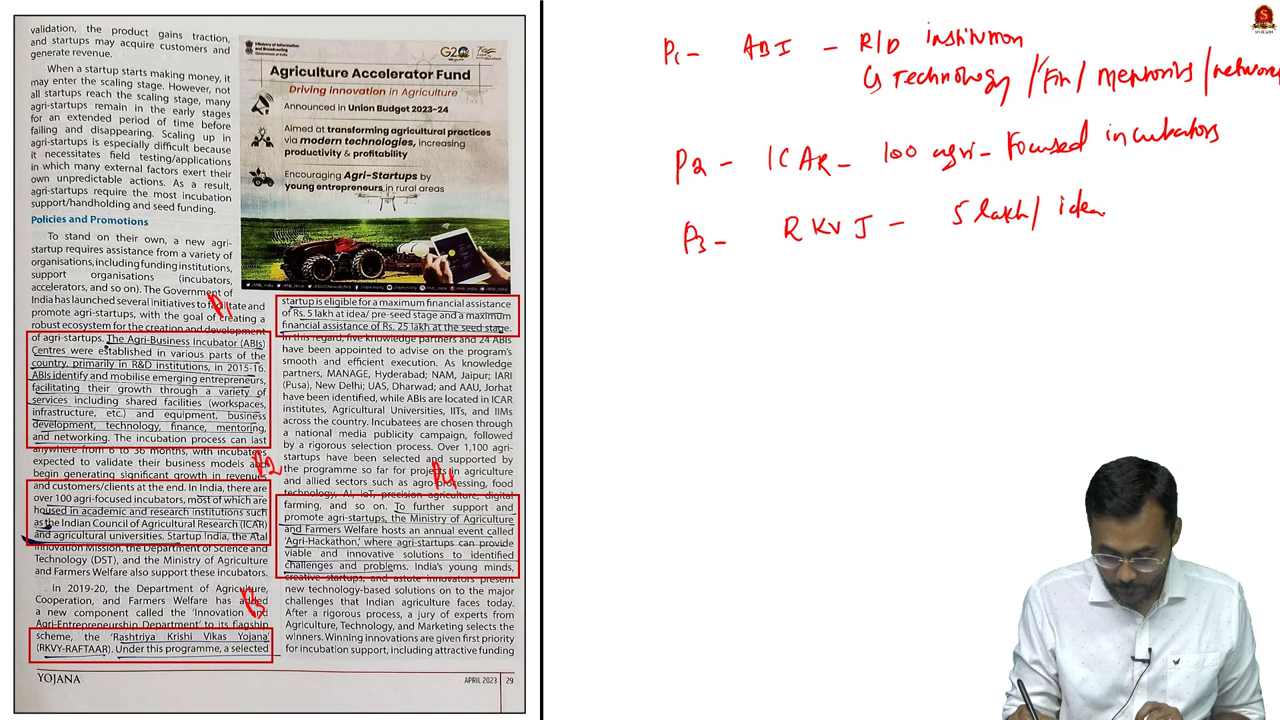 validation, the product gains traction,
and startups may acquire customers and
generate revenue.
When a startup starts making money, it
may enter the scaling stage. However, not
all startups reach the scaling stage, many
agri-startups remain in the early stages
for an extended period of time before
failing and disappearing. Scaling up in
agri-startups is especially difficult because
it necessitates field testing/applications
in which many external factors exert their
own unpredictable actions. As a result,
agri-startups require the most incubation
support/handholding and seed funding.
Policies and Promotions
To stand on their own, a new agri-
startup requires assistance from a variety of
organisations, including funding institutions,
support organisations (incubators,
accelerators, and so on). The Government of
India has launched several initiatives to facilitate and
promote agri-startups, with the goal of creating a
robust ecosystem for the creation and development
of agri-startups. The Agri-Business Incubator (ABIs)
Centres were established in various parts of the
country, primarily in R&D institutions, in 2015-16.
ABIs identify and mobilise emerging entrepreneurs,
facilitating their growth through a variety of
services including shared facilities (workspaces,
infrastructure, etc.) and equipment, business
development, technology, finance, mentoring,
and networking. The incubation process can last
anywhere from 6 to 36 months, with incubatees
expected to validate their business models and
begin generating significant growth in revenues
and customers/clients at the end. In India, there are
over 100 agri-focused incubators, most of which are
housed in academic and research institutions such
as the Indian Council of Agricultural Research (ICAR)
and agricultural universities. Startup India, the Atal
Innovation Mission, the Department of Science and
Technology (DST), and the Ministry of Agriculture
and Farmers Welfare also support these incubators.
In 2019-20, the Department of Agriculture,
Cooperation, and Farmers Welfare has added
a new component called the 'Innovation and
Agri-Entrepreneurship Department' to its flagship
scheme, the 'Rashtriya Krishi Vikas Yojana'
(RKVY-RAFTAAR). Under this programme, a selected
Ministry of Information
and Broadcasting
Government of India
G20
Agriculture Accelerator Fund
Driving innovation in Agriculture
Announced in Union Budget 2023-24
Aimed at transforming agricultural practices
via modern technologies, increasing
productivity & profitability
Encouraging Agri-Startups by
young entrepreneurs in rural areas
startup is eligible for a maximum financial assistance
of Rs. 5 lakh at idea/ pre-seed stage and a maximum
financial assistance of Rs. 25 lakh at the seed stage.
In this regard, five knowledge partners and 24 ABIs
have been appointed to advise on the program's
smooth and efficient execution. As knowledge
partners, MANAGE, Hyderabad; NAM, Jaipur; IARI
(Pusa), New Delhi; UAS, Dharwad; and AAU, Jorhat
have been identified, while ABIs are located in ICAR
institutes, Agricultural Universities, IITs, and IIMs
across the country. Incubatees are chosen through
a national media publicity campaign, followed
by a rigorous selection process. Over 1,100 agri-
startups have been selected and supported by
the programme so far for projects in agriculture
and allied sectors such as agro-processing, food
technology, AI, IoT, precision agriculture, digital
farming, and so on. To further support and
promote agri-startups, the Ministry of Agriculture
and Farmers Welfare hosts an annual event called
'Agri-Hackathon,' where agri-startups can provide
viable and innovative solutions to identified
challenges and problems. India's young minds,
creative startups, and astute innovators present
new technology-based solutions on to the major
challenges that Indian agriculture faces today.
After a rigorous process, a jury of experts from
Agriculture, Technology, and Marketing selects the
winners. Winning innovations are given first priority
for incubation support, including attractive funding
P1
P2
P3
P4
YOJANA
APRIL 2023 29
P1 - ABI - R/D institution
Technology / Fin / mentoring / network
P2 - ICAR - 100 agri-focused incubators
P3 - RKVJ - 5 lakh/ idea